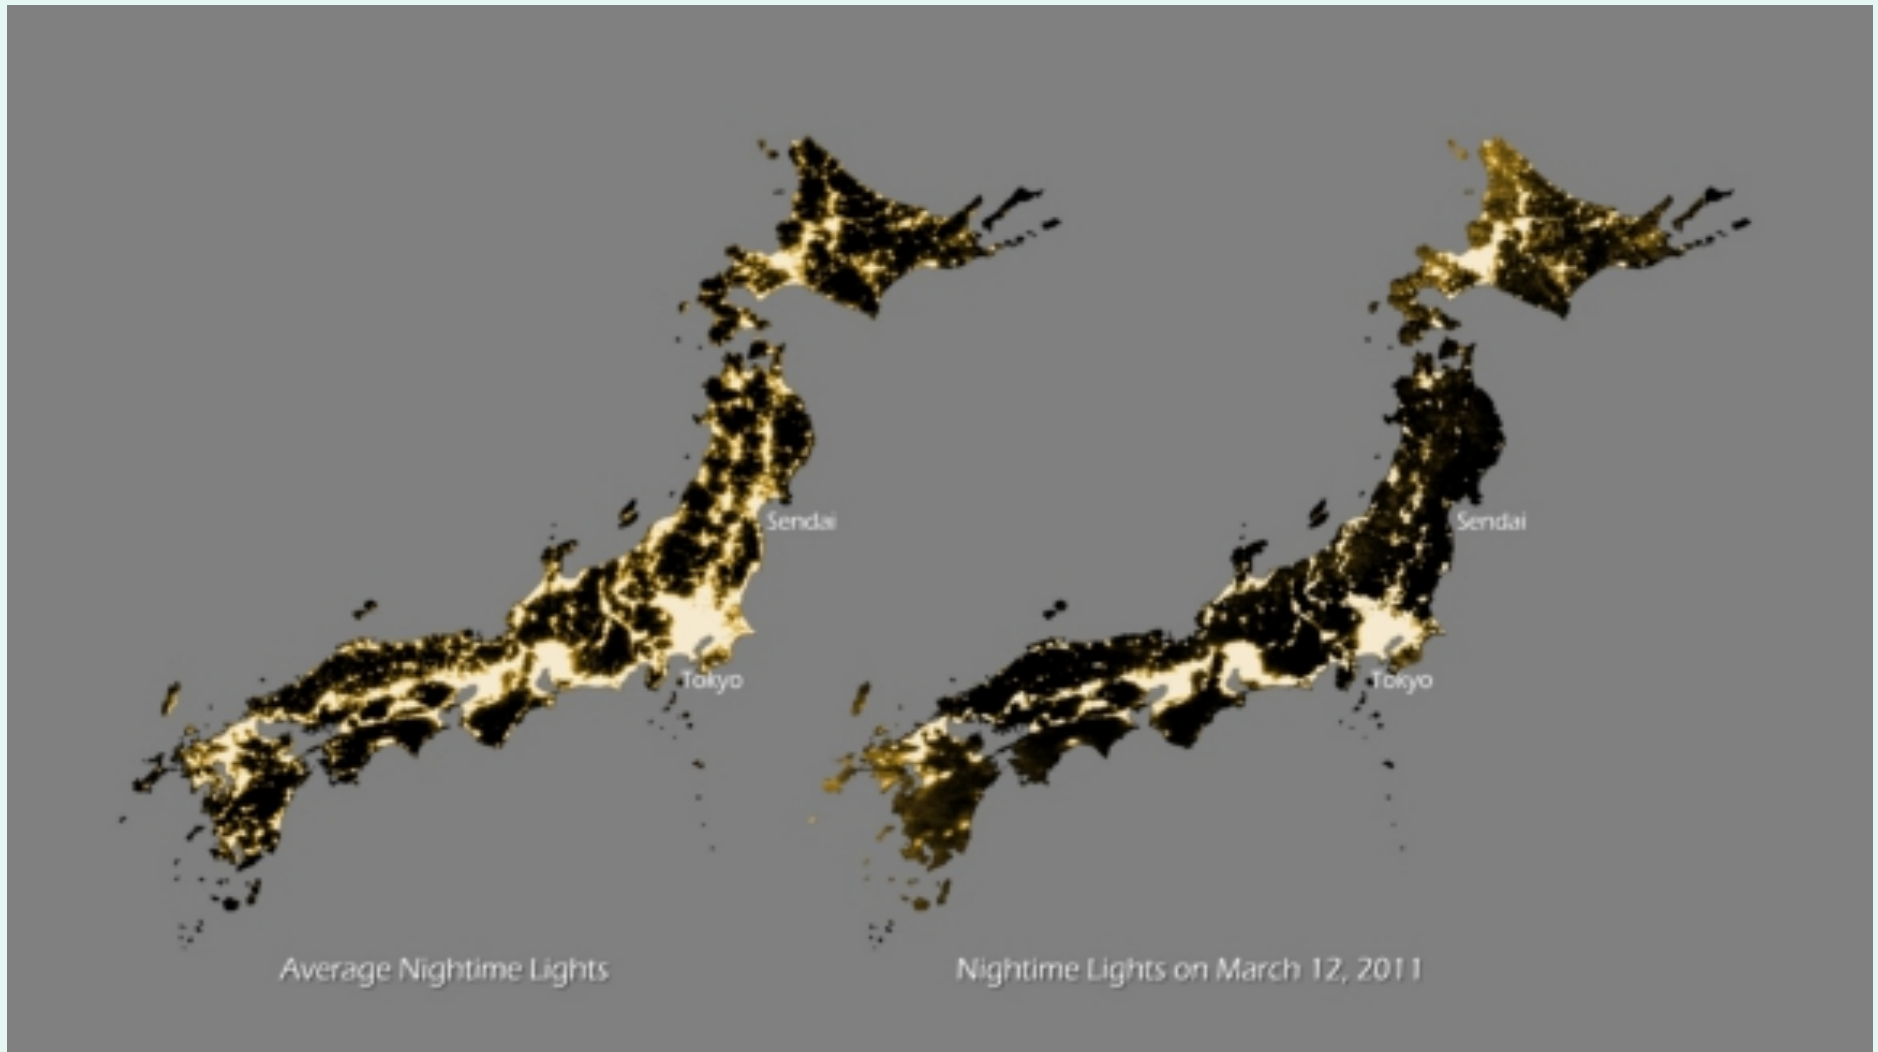 Sendai
Sendai
Tokyo
Tokyo
Average Nightime Lights
Nightime Lights on March 12, 2011